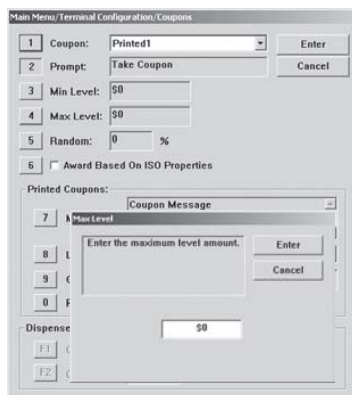 Main Menu/Terminal Configuration/Coupons
1 Coupon: Printed1 Enter
2 Prompt: Take Coupon Cancel
3 Min Level: $0
4 Max Level: $0
5 Random: 0 %
6 Award Based On ISO Properties
Printed Coupons:
Coupon Message
7
Max Level
Enter the maximum level amount. Enter
8 L
Cancel
9
0
$0
Dispense
F1
F2